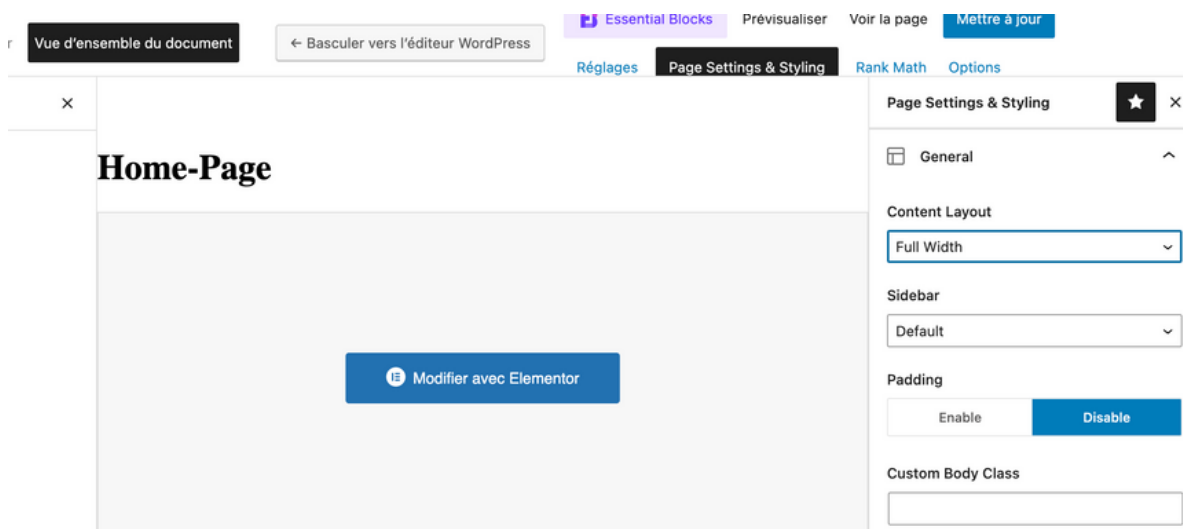 Essential Blocks Prévisualiser Voir la page Mettre à jour
r Vue d'ensemble du document ← Basculer vers l'éditeur WordPress
Réglages Page Settings & Styling Rank Math Options
Page Settings & Styling
General
Home-Page
Content Layout
Full Width
Sidebar
Default
Modifier avec Elementor
Padding
Enable Disable
Custom Body Class